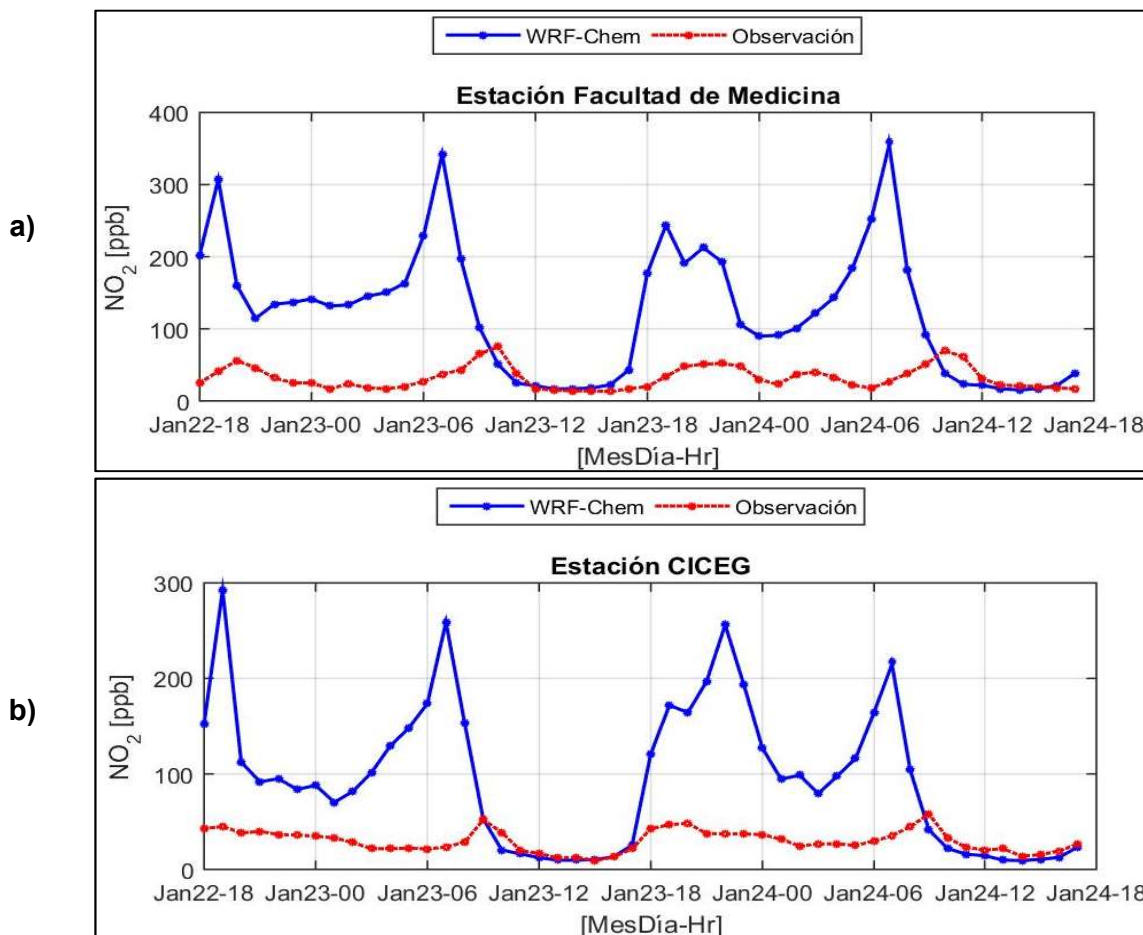 a)
WRF-Chem Observación
Estación Facultad de Medicina
NO2 [ppb]
400
300
200
100
0
Jan22-18 Jan23-00 Jan23-06 Jan23-12 Jan23-18 Jan24-00 Jan24-06 Jan24-12 Jan24-18
[MesDía-Hr]
b)
WRF-Chem Observación
Estación CICEG
NO2 [ppb]
300
200
100
0
Jan22-18 Jan23-00 Jan23-06 Jan23-12 Jan23-18 Jan24-00 Jan24-06 Jan24-12 Jan24-18
[MesDía-Hr]